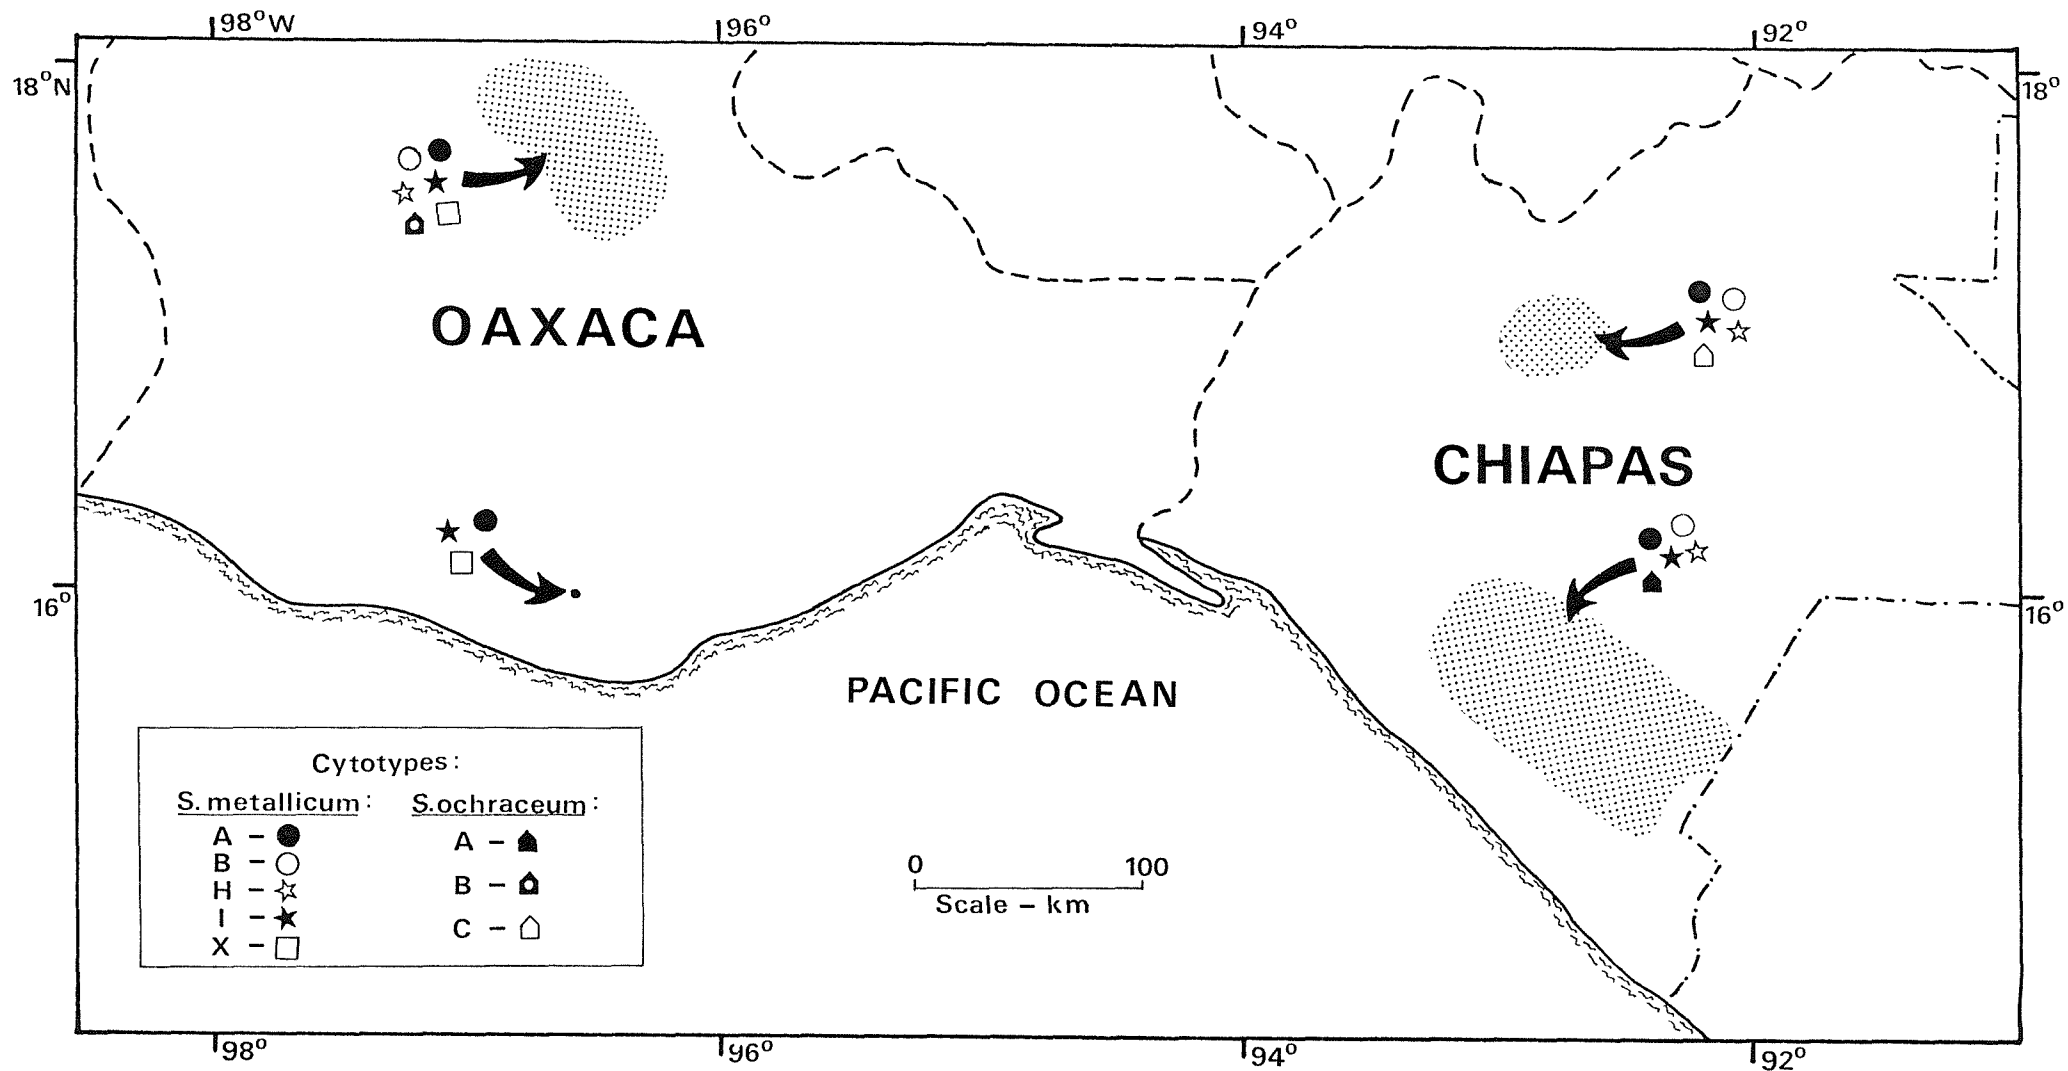 98°W 96° 94° 92°
18°N 18°
OAXACA
CHIAPAS
16° 16°
PACIFIC OCEAN
Cytotypes:
S. metallicum: S. ochraceum:
A –
B –
H –
I –
X –
A –
B –
C –
0 100
Scale – km
98° 96° 94° 92°